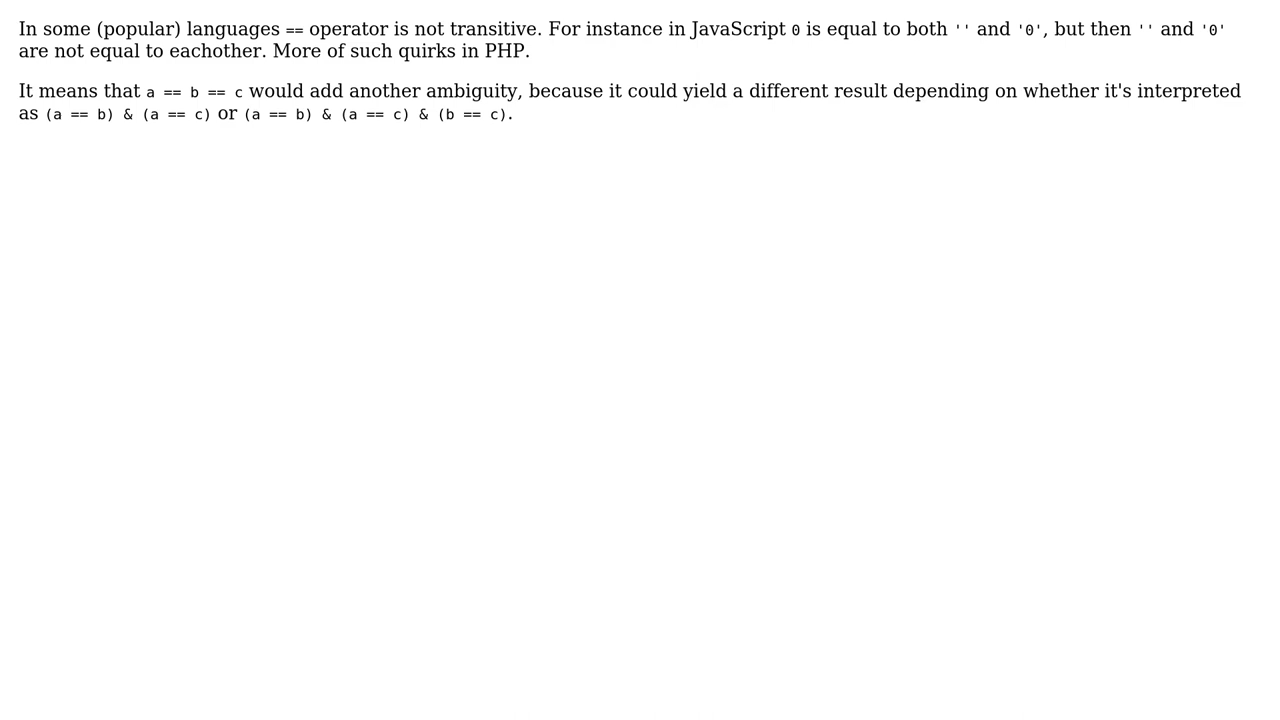 In some (popular) languages == operator is not transitive. For instance in JavaScript 0 is equal to both '' and '0', but then '' and '0'
are not equal to eachother. More of such quirks in PHP.
It means that a == b == c would add another ambiguity, because it could yield a different result depending on whether it's interpreted
as (a == b) & (a == c) or (a == b) & (a == c) & (b == c).